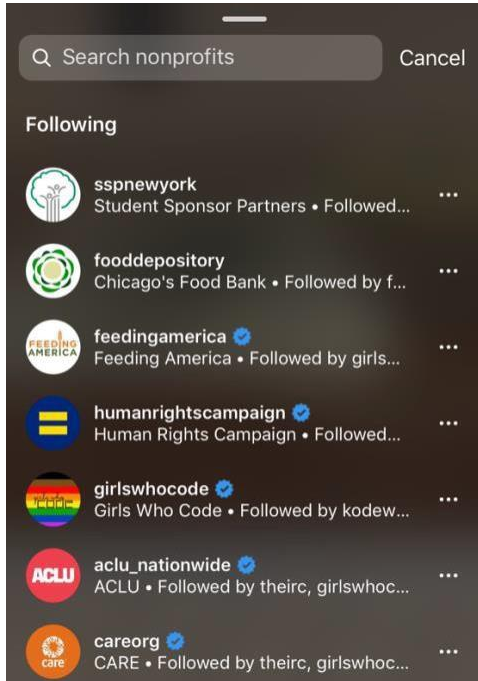 Search nonprofits
Cancel
Following
sspnewyork
Student Sponsor Partners • Followed...
fooddepository
Chicago's Food Bank • Followed by f...
FEEDING
AMERICA
feedingamerica
Feeding America • Followed by girls...
humanrightscampaign
Human Rights Campaign • Followed...
code
girlswhocode
Girls Who Code • Followed by kodew...
ACLU
aclu_nationwide
ACLU • Followed by theirc, girlswhoc...
care
careorg
CARE • Followed by theirc, girlswhoc...